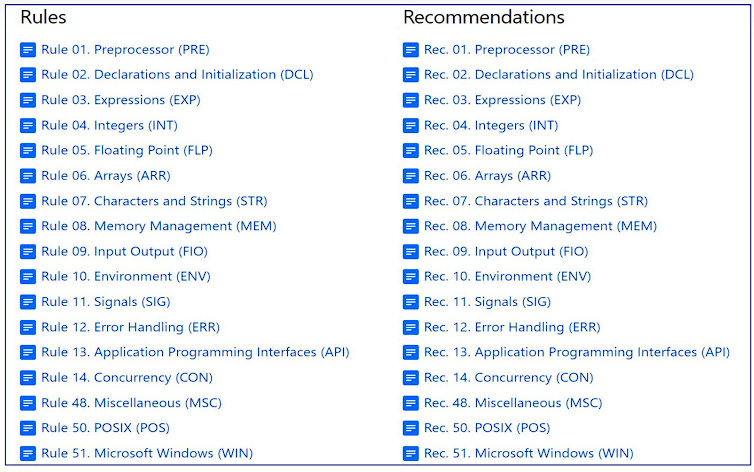 Rules
Rule 01. Preprocessor (PRE)
Rule 02. Declarations and Initialization (DCL)
Rule 03. Expressions (EXP)
Rule 04. Integers (INT)
Rule 05. Floating Point (FLP)
Rule 06. Arrays (ARR)
Rule 07. Characters and Strings (STR)
Rule 08. Memory Management (MEM)
Rule 09. Input Output (FIO)
Rule 10. Environment (ENV)
Rule 11. Signals (SIG)
Rule 12. Error Handling (ERR)
Rule 13. Application Programming Interfaces (API)
Rule 14. Concurrency (CON)
Rule 48. Miscellaneous (MSC)
Rule 50. POSIX (POS)
Rule 51. Microsoft Windows (WIN)
Recommendations
Rec. 01. Preprocessor (PRE)
Rec. 02. Declarations and Initialization (DCL)
Rec. 03. Expressions (EXP)
Rec. 04. Integers (INT)
Rec. 05. Floating Point (FLP)
Rec. 06. Arrays (ARR)
Rec. 07. Characters and Strings (STR)
Rec. 08. Memory Management (MEM)
Rec. 09. Input Output (FIO)
Rec. 10. Environment (ENV)
Rec. 11. Signals (SIG)
Rec. 12. Error Handling (ERR)
Rec. 13. Application Programming Interfaces (API)
Rec. 14. Concurrency (CON)
Rec. 48. Miscellaneous (MSC)
Rec. 50. POSIX (POS)
Rec. 51. Microsoft Windows (WIN)